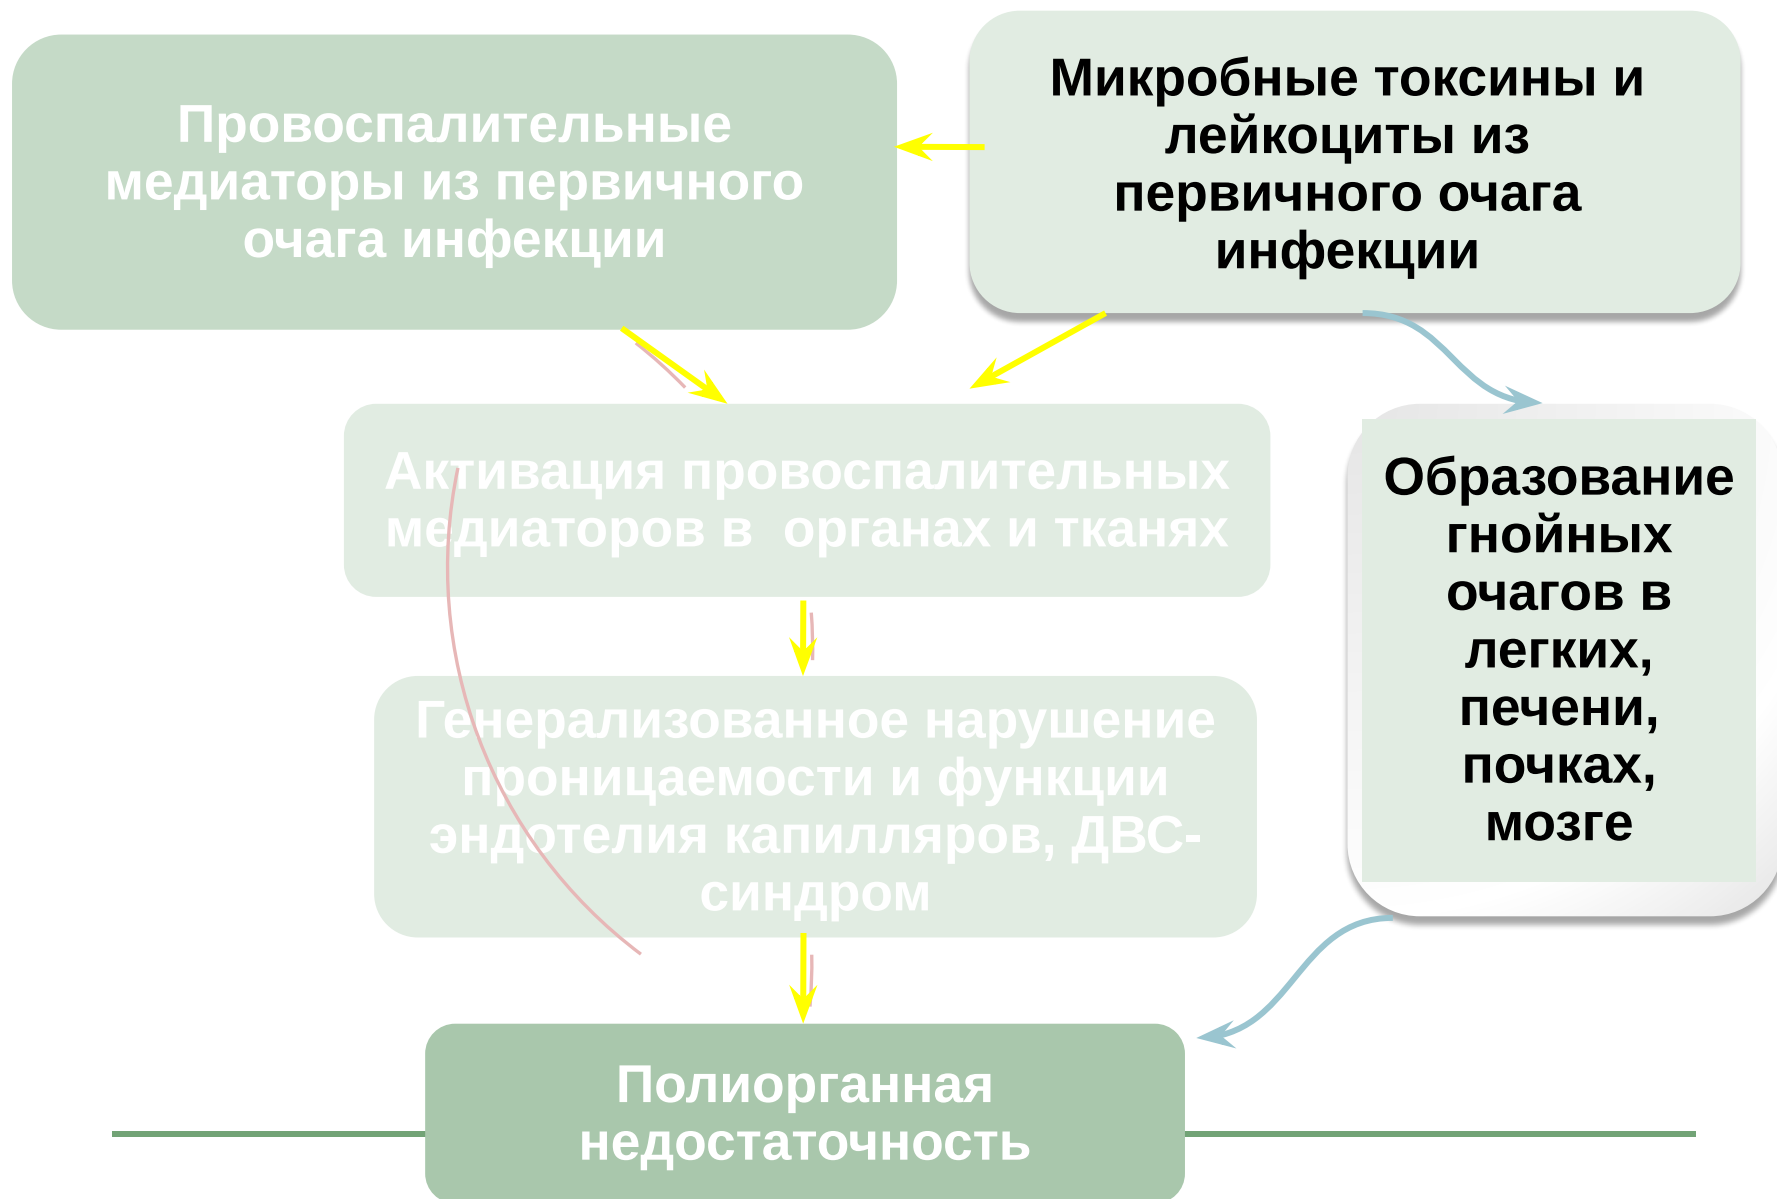 Провоспалительные
медиаторы из первичного
очага инфекции
Микробные токсины и
лейкоциты из
первичного очага
инфекции
Активация провоспалительных
медиаторов в  органах и тканях
Образование
гнойных
очагов в
легких,
печени,
почках,
мозге
Генерализованное нарушение
проницаемости и функции
эндотелия капилляров, ДВС-
синдром
Полиорганная
недостаточность